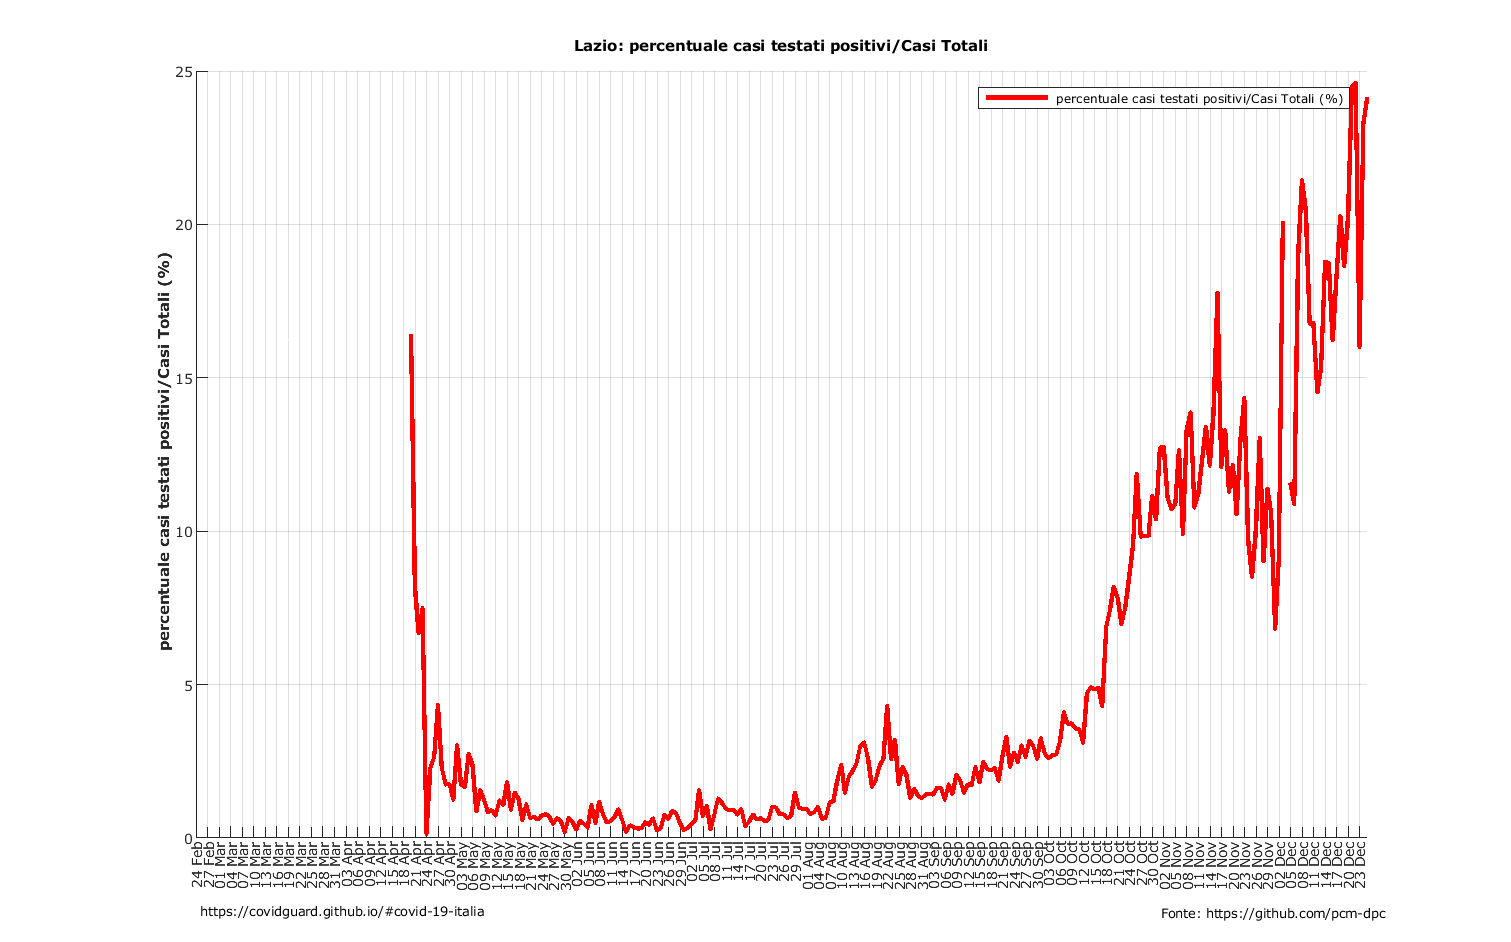 Lazio: percentuale casi testati positivi/Casi Totali
percentuale casi testati positivi/Casi Totali (%)
percentuale casi testati positivi/Casi Totali (%)
25
20
15
10
5
0
24 Feb
27 Feb
01 Mar
04 Mar
07 Mar
10 Mar
13 Mar
16 Mar
19 Mar
22 Mar
25 Mar
28 Mar
31 Mar
03 Apr
06 Apr
09 Apr
12 Apr
15 Apr
18 Apr
21 Apr
24 Apr
27 Apr
30 Apr
03 May
06 May
09 May
12 May
15 May
18 May
21 May
24 May
27 May
30 May
02 Jun
05 Jun
08 Jun
11 Jun
14 Jun
17 Jun
20 Jun
23 Jun
26 Jun
29 Jun
02 Jul
05 Jul
08 Jul
11 Jul
14 Jul
17 Jul
20 Jul
23 Jul
26 Jul
29 Jul
01 Aug
04 Aug
07 Aug
10 Aug
13 Aug
16 Aug
19 Aug
22 Aug
25 Aug
28 Aug
31 Aug
03 Sep
06 Sep
09 Sep
12 Sep
15 Sep
18 Sep
21 Sep
24 Sep
27 Sep
30 Sep
03 Oct
06 Oct
09 Oct
12 Oct
15 Oct
18 Oct
21 Oct
24 Oct
27 Oct
30 Oct
02 Nov
05 Nov
08 Nov
11 Nov
14 Nov
17 Nov
20 Nov
23 Nov
26 Nov
29 Nov
02 Dec
05 Dec
08 Dec
11 Dec
14 Dec
17 Dec
20 Dec
23 Dec
https://covidguard.github.io/#covid-19-italia
Fonte: https://github.com/pcm-dpc